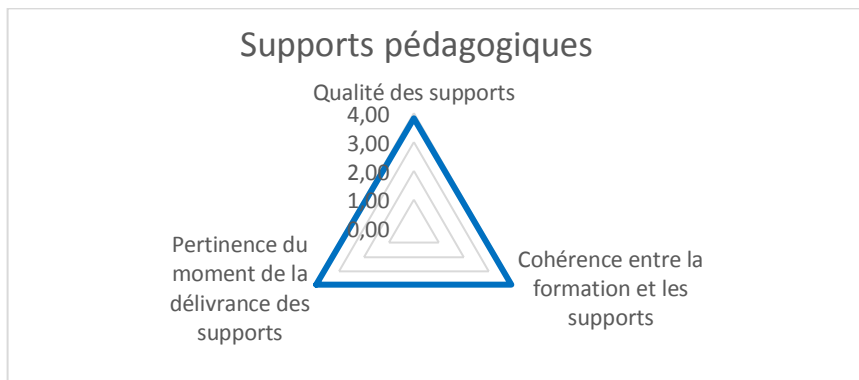 Supports pédagogiques
Qualité des supports
4,00
3,00
2,00
1,00
0,00
Pertinence du
moment de la
délivrance des
supports
Cohérence entre la
formation et les
supports